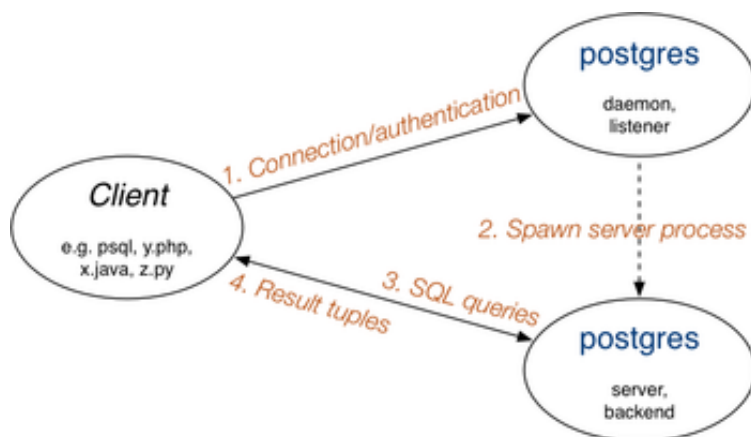 postgres
daemon,
listener
1. Connection/authentication
Client
e.g. psql, y.php,
x.java, z.py
2. Spawn server process
3. SQL queries
4. Result tuples
postgres
server,
backend